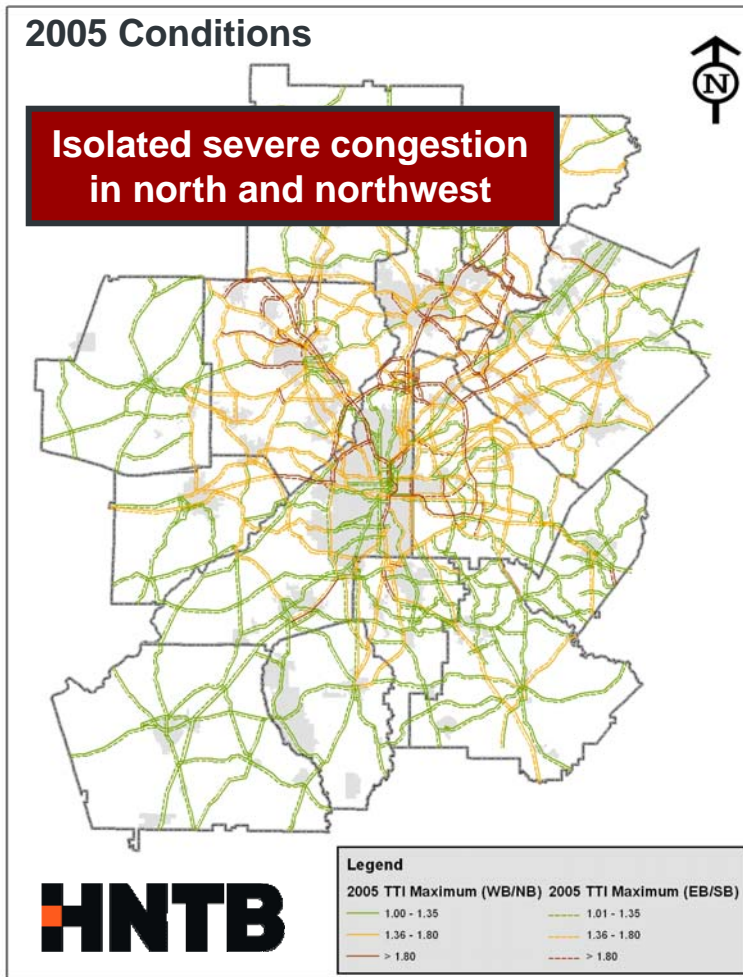 2005 Conditions
N
Isolated severe congestion
in north and northwest
Legend
2005 TTI Maximum (WB/NB) 2005 TTI Maximum (EB/SB)
1.00 - 1.35 1.01 - 1.35
1.36 - 1.80 1.36 - 1.80
> 1.80 > 1.80
HNTB